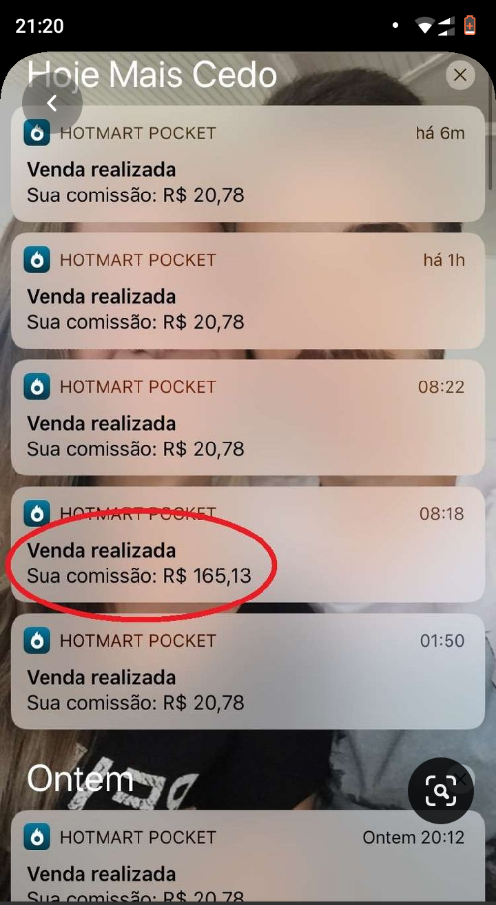 21:20
Hoje Mais Cedo
HOTMART POCKET há 6m
Venda realizada
Sua comissão: R$ 20,78
HOTMART POCKET há 1h
Venda realizada
Sua comissão: R$ 20,78
HOTMART POCKET 08:22
Venda realizada
Sua comissão: R$ 20,78
HOTMART POCKET 08:18
Venda realizada
Sua comissão: R$ 165,13
HOTMART POCKET 01:50
Venda realizada
Sua comissão: R$ 20,78
Ontem
HOTMART POCKET Ontem 20:12
Venda realizada
Sua comissão: R$ 20,78